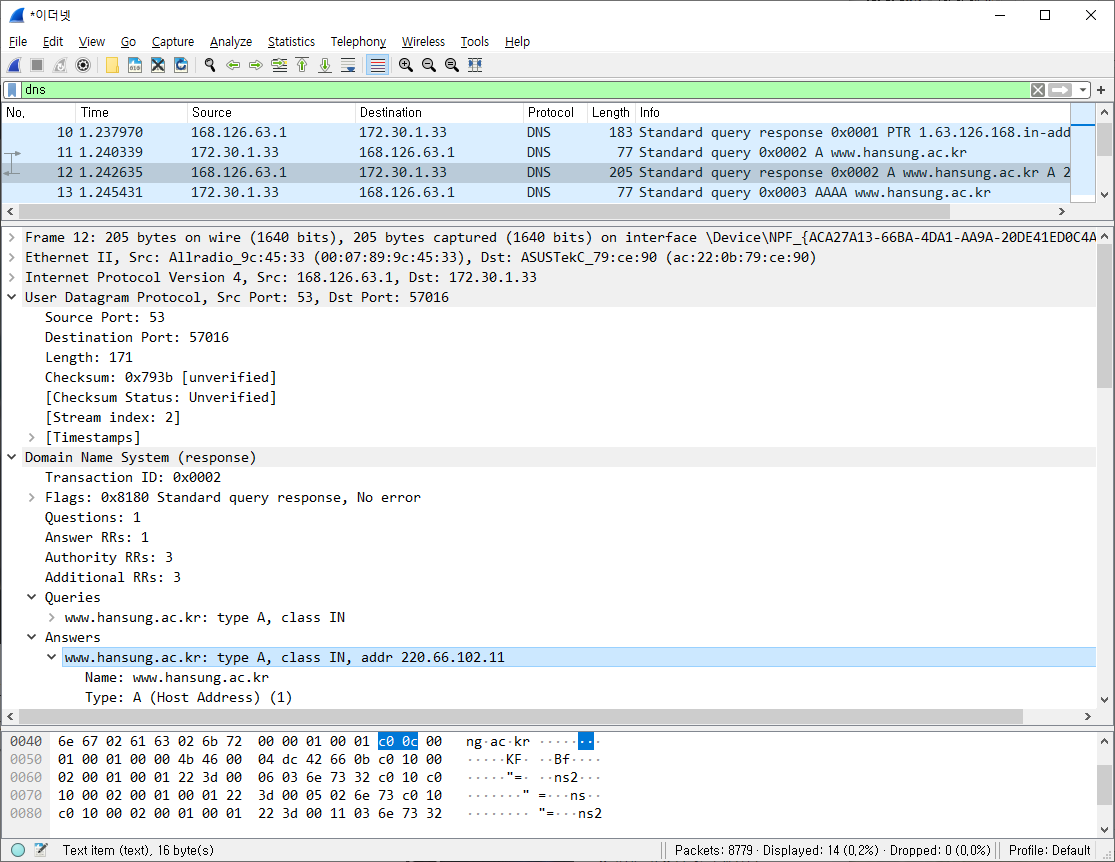 *이더넷
File Edit View Go Capture Analyze Statistics Telephony Wireless Tools Help
dns
No. Time Source Destination Protocol Length Info
10 1.237970 168.126.63.1 172.30.1.33 DNS 183 Standard query response 0x0001 PTR 1.63.126.168.in-add
11 1.240339 172.30.1.33 168.126.63.1 DNS 77 Standard query 0x0002 A www.hansung.ac.kr
12 1.242635 168.126.63.1 172.30.1.33 DNS 205 Standard query response 0x0002 A www.hansung.ac.kr A 2
13 1.245431 172.30.1.33 168.126.63.1 DNS 77 Standard query 0x0003 AAAA www.hansung.ac.kr
Frame 12: 205 bytes on wire (1640 bits), 205 bytes captured (1640 bits) on interface \Device\NPF_{ACA27A13-66BA-4DA1-AA9A-20DE41ED0C4A
Ethernet II, Src: Allradio_9c:45:33 (00:07:89:9c:45:33), Dst: ASUSTekC_79:ce:90 (ac:22:0b:79:ce:90)
Internet Protocol Version 4, Src: 168.126.63.1, Dst: 172.30.1.33
User Datagram Protocol, Src Port: 53, Dst Port: 57016
Source Port: 53
Destination Port: 57016
Length: 171
Checksum: 0x793b [unverified]
[Checksum Status: Unverified]
[Stream index: 2]
[Timestamps]
Domain Name System (response)
Transaction ID: 0x0002
Flags: 0x8180 Standard query response, No error
Questions: 1
Answer RRs: 1
Authority RRs: 3
Additional RRs: 3
Queries
www.hansung.ac.kr: type A, class IN
Answers
www.hansung.ac.kr: type A, class IN, addr 220.66.102.11
Name: www.hansung.ac.kr
Type: A (Host Address) (1)
0040 6e 67 02 61 63 02 6b 72 00 00 01 00 01 c0 0c 00 ng·ac·kr ········
0050 01 00 01 00 00 4b 46 00 04 dc 42 66 0b c0 10 00 ·····KF· ··Bf····
0060 02 00 01 00 01 22 3d 00 06 03 6e 73 32 c0 10 c0 ·····"=· ··ns2···
0070 10 00 02 00 01 00 01 22 3d 00 05 02 6e 73 c0 10 ·······" =···ns··
0080 c0 10 00 02 00 01 00 01 22 3d 00 11 03 6e 73 32 ········ "=···ns2
Text item (text), 16 byte(s) Packets: 8779 · Displayed: 14 (0,2%) · Dropped: 0 (0,0%) Profile: Default